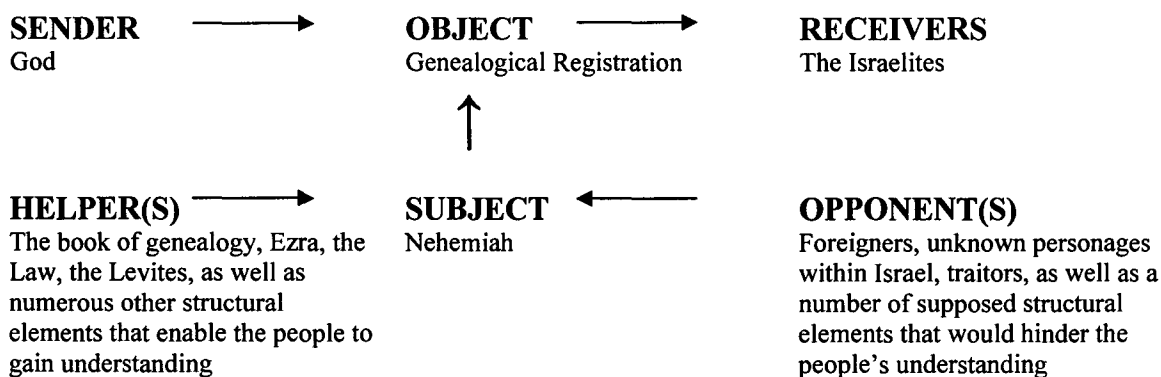 SENDER
God
OBJECT
Genealogical Registration
RECEIVERS
The Israelites
HELPER(S)
The book of genealogy, Ezra, the
Law, the Levites, as well as
numerous other structural
elements that enable the people to
gain understanding
SUBJECT
Nehemiah
OPPONENT(S)
Foreigners, unknown personages
within Israel, traitors, as well as a
number of supposed structural
elements that would hinder the
people's understanding